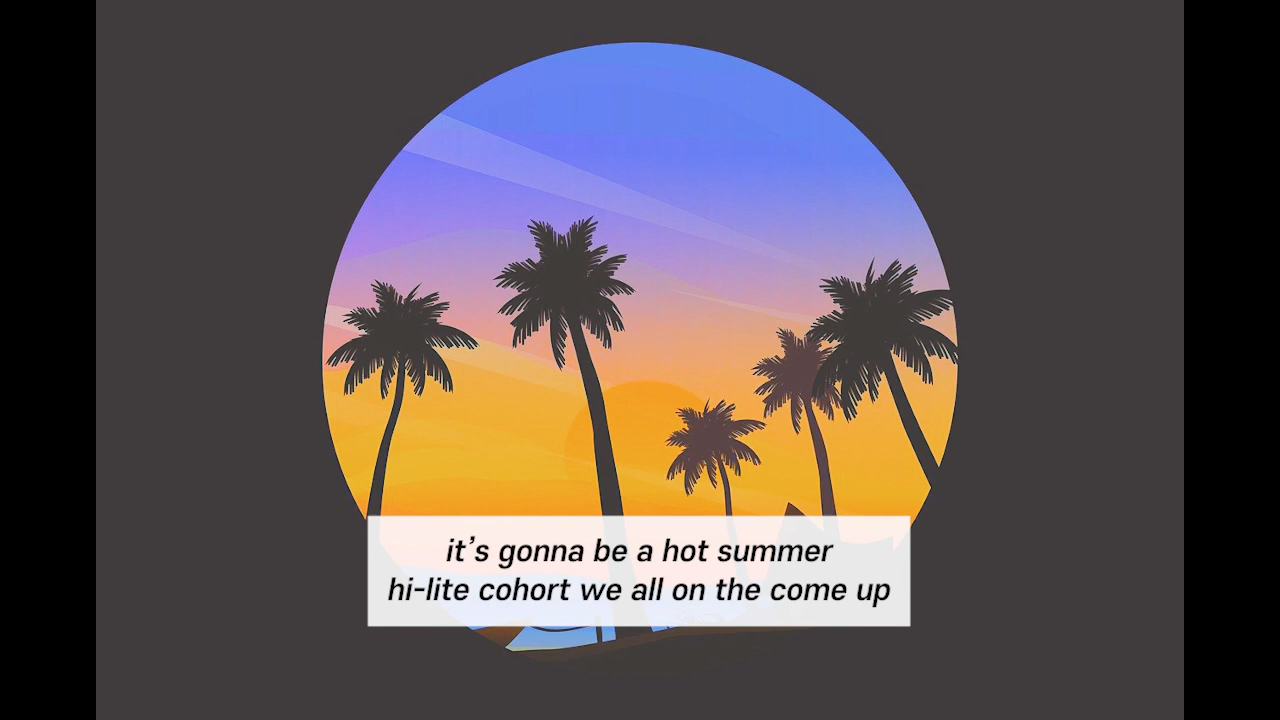 it’s gonna be a hot summer
hi-lite cohort we all on the come up